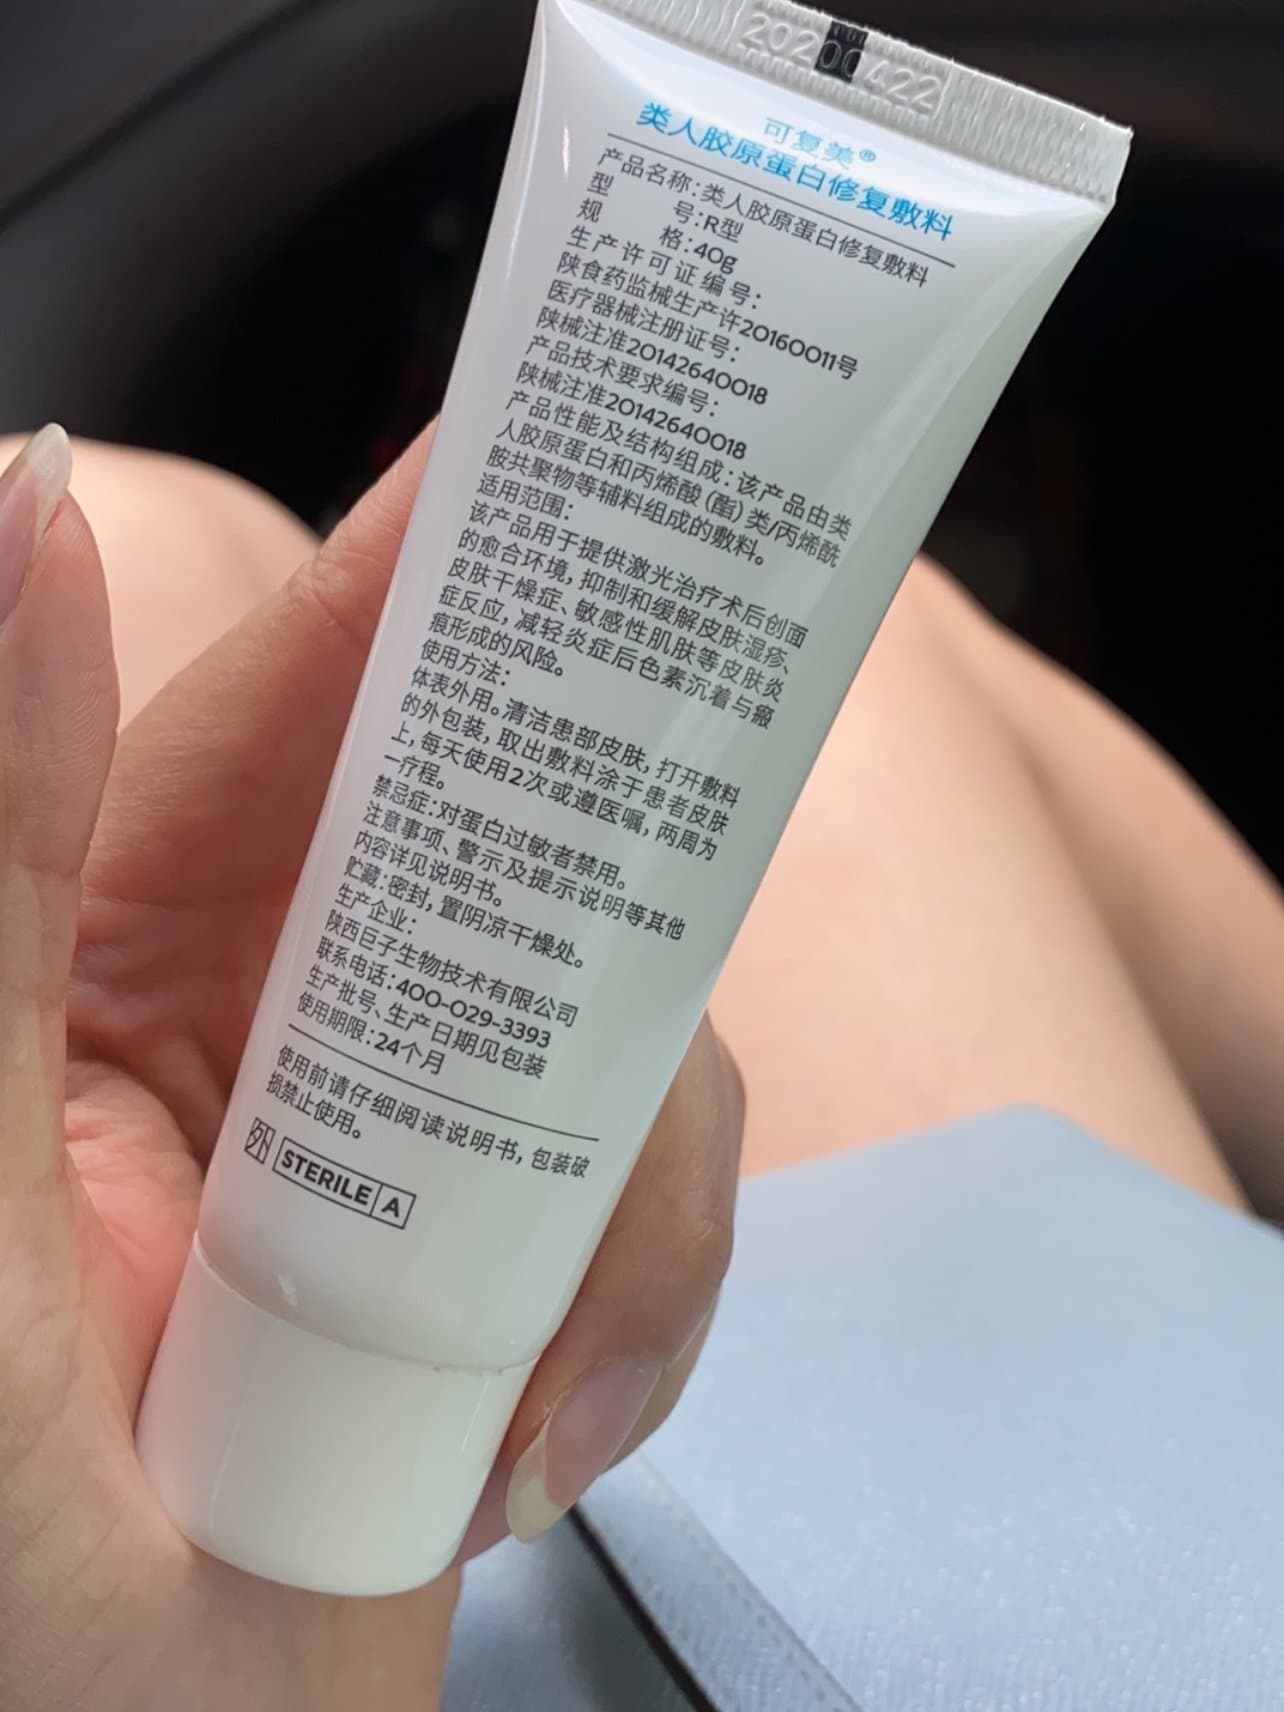 20200422
可复美®
类人胶原蛋白修复敷料
产品名称：类人胶原蛋白修复敷料
型 号：R型
规 格：40g
生产许可证编号：
陕食药监械生产许20160011号
医疗器械注册证号：
陕械注准20142640018
产品技术要求编号：
陕械注准20142640018
产品性能及结构组成：该产品由类
人胶原蛋白和丙烯酸（酯）类/丙烯酰
胺共聚物等辅料组成的敷料。
适用范围：
该产品用于提供激光治疗术后创面
的愈合环境，抑制和缓解皮肤湿疹、
皮肤干燥症、敏感性肌肤等皮肤炎
症反应，减轻炎症后色素沉着与瘢
痕形成的风险。
使用方法：
体表外用。清洁患部皮肤，打开敷料
的外包装，取出敷料涂于患者皮肤
上，每天使用2次或遵医嘱，两周为
一疗程。
禁忌症：对蛋白过敏者禁用。
注意事项、警示及提示说明等其他
内容详见说明书。
贮藏：密封，置阴凉干燥处。
生产企业：
陕西巨子生物技术有限公司
联系电话：400-029-3393
生产批号、生产日期见包装
使用期限：24个月
使用前请仔细阅读说明书，包装破
损禁止使用。
外 STERILE A